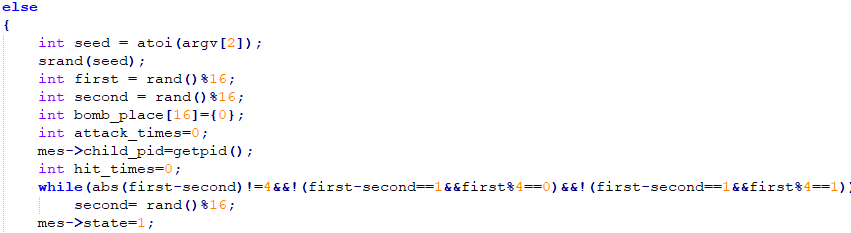 else
{
int seed = atoi(argv[2]);
srand(seed);
int first = rand()%16;
int second = rand()%16;
int bomb_place[16]={0};
int attack_times=0;
mes->child_pid=getpid();
int hit_times=0;
while(abs(first-second)!=4&&!(first-second==1&&first%4==0)&&!(first-second==1&&first%4==1))
second= rand()%16;
mes->state=1;